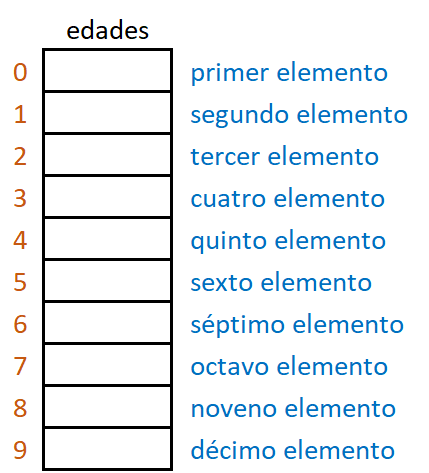 edades
0 primer elemento
1 segundo elemento
2 tercer elemento
3 cuatro elemento
4 quinto elemento
5 sexto elemento
6 séptimo elemento
7 octavo elemento
8 noveno elemento
9 décimo elemento